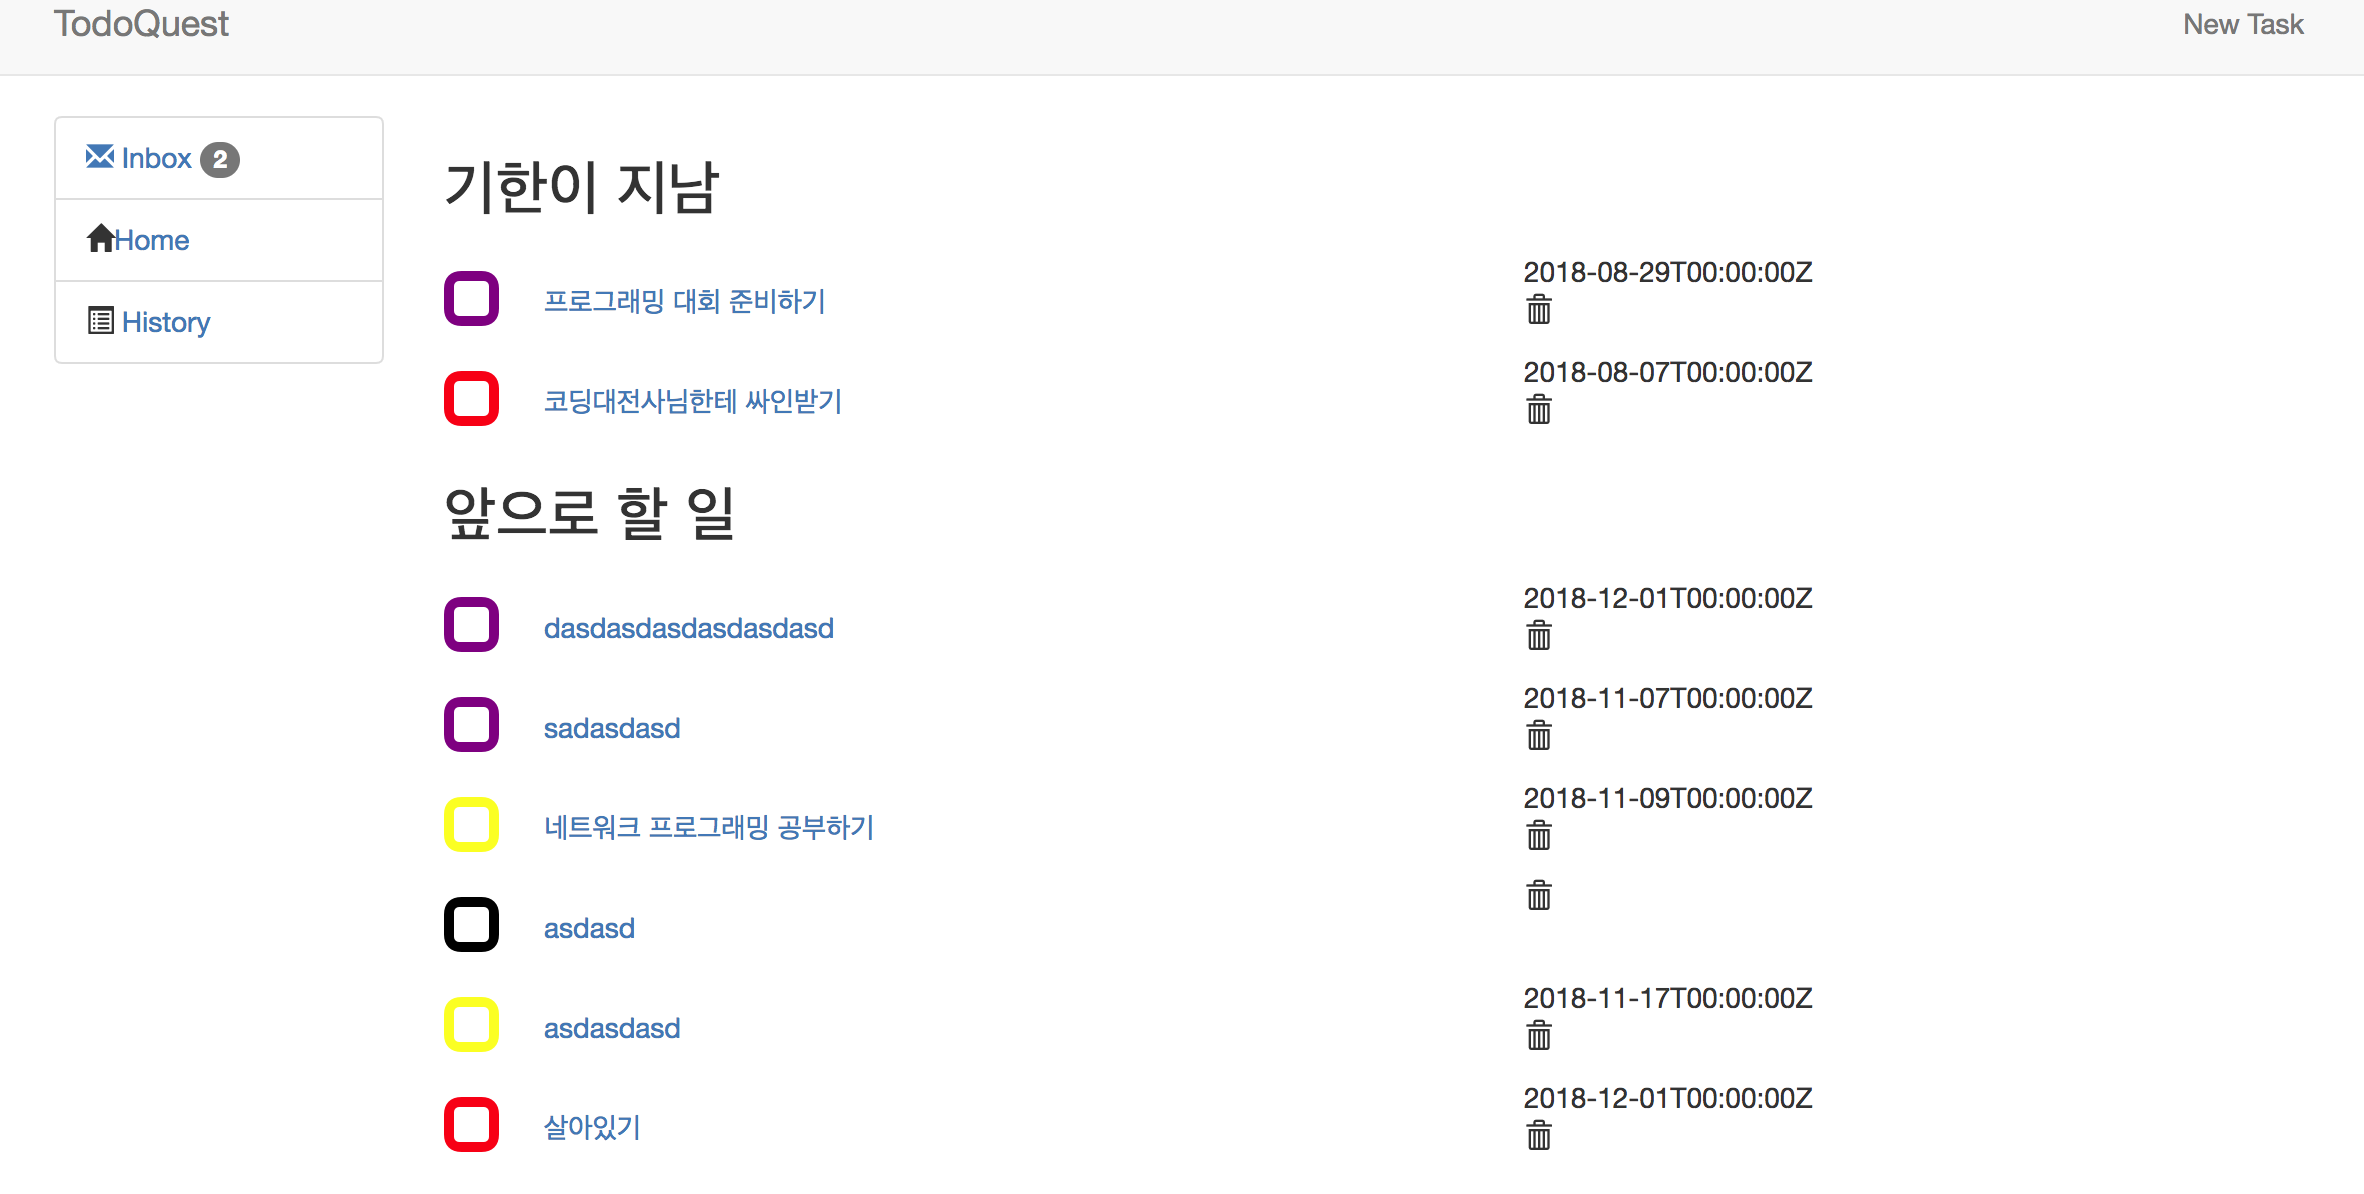 TodoQuest
New Task
Inbox 2
Home
History
기한이 지남
프로그래밍 대회 준비하기
2018-08-29T00:00:00Z
코딩대전사님한테 싸인받기
2018-08-07T00:00:00Z
앞으로 할 일
dasdasdasdasdasdasd
2018-12-01T00:00:00Z
sadasdasd
2018-11-07T00:00:00Z
네트워크 프로그래밍 공부하기
2018-11-09T00:00:00Z
asdasd
asdasdasd
2018-11-17T00:00:00Z
살아있기
2018-12-01T00:00:00Z